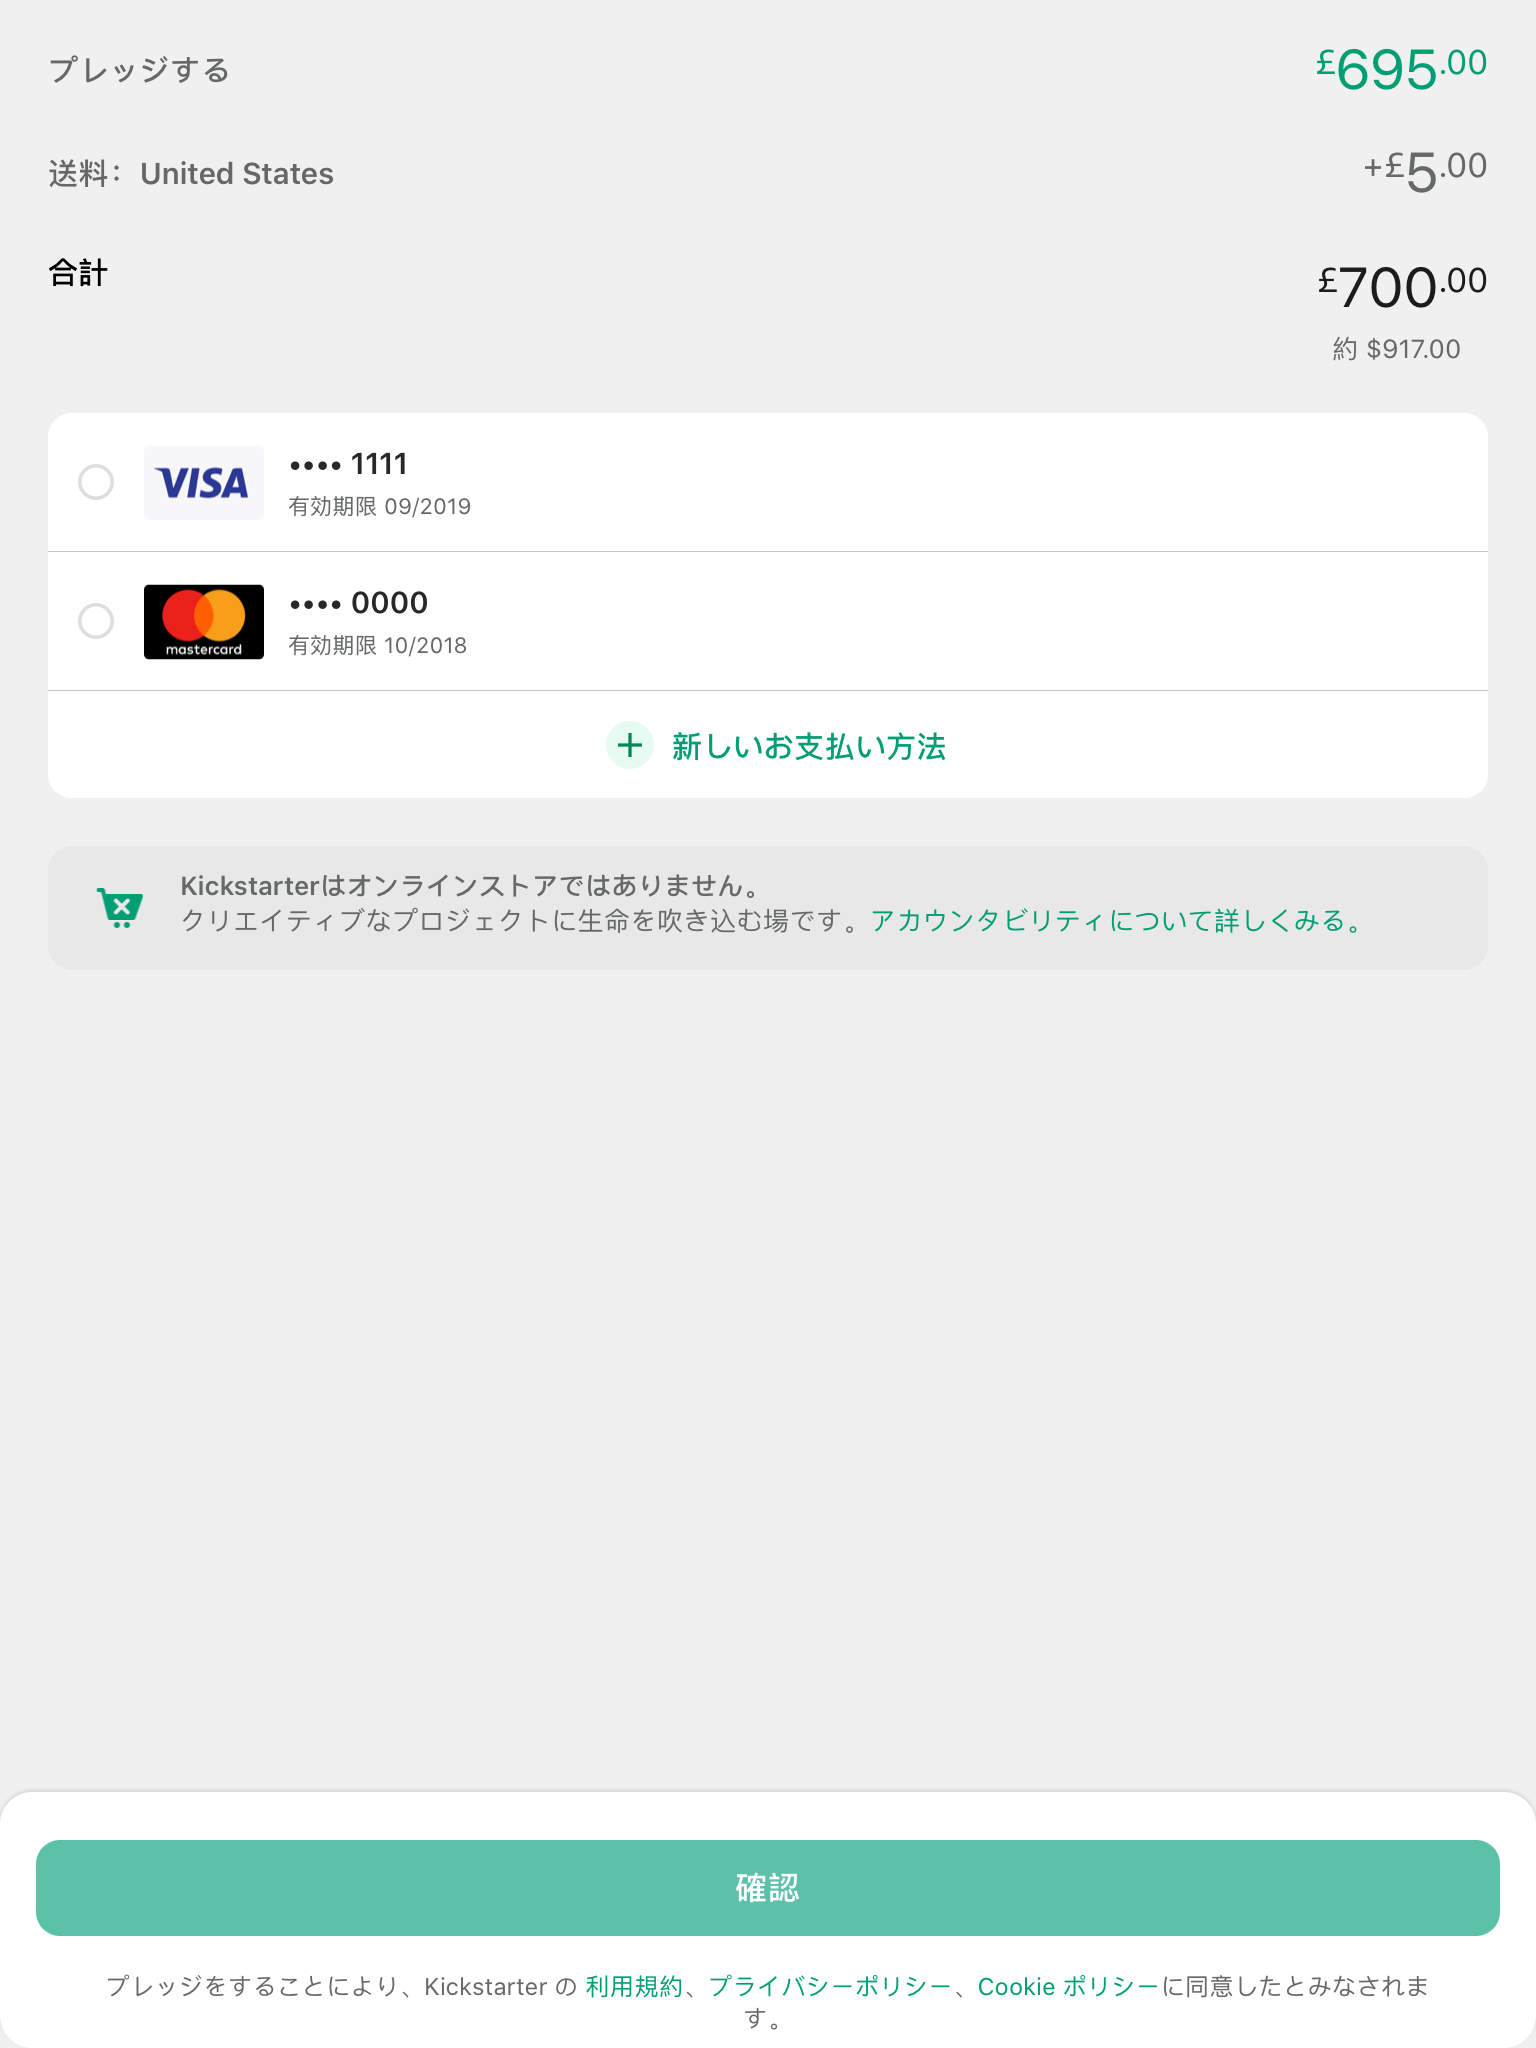 プレッジする £695.00
送料： United States +£5.00
合計 £700.00
約 $917.00
VISA •••• 1111
有効期限 09/2019
mastercard •••• 0000
有効期限 10/2018
新しいお支払い方法
Kickstarterはオンラインストアではありません。
クリエイティブなプロジェクトに生命を吹き込む場です。アカウンタビリティについて詳しくみる。
確認
プレッジをすることにより、Kickstarter の 利用規約、プライバシーポリシー、Cookie ポリシーに同意したとみなされま
す。